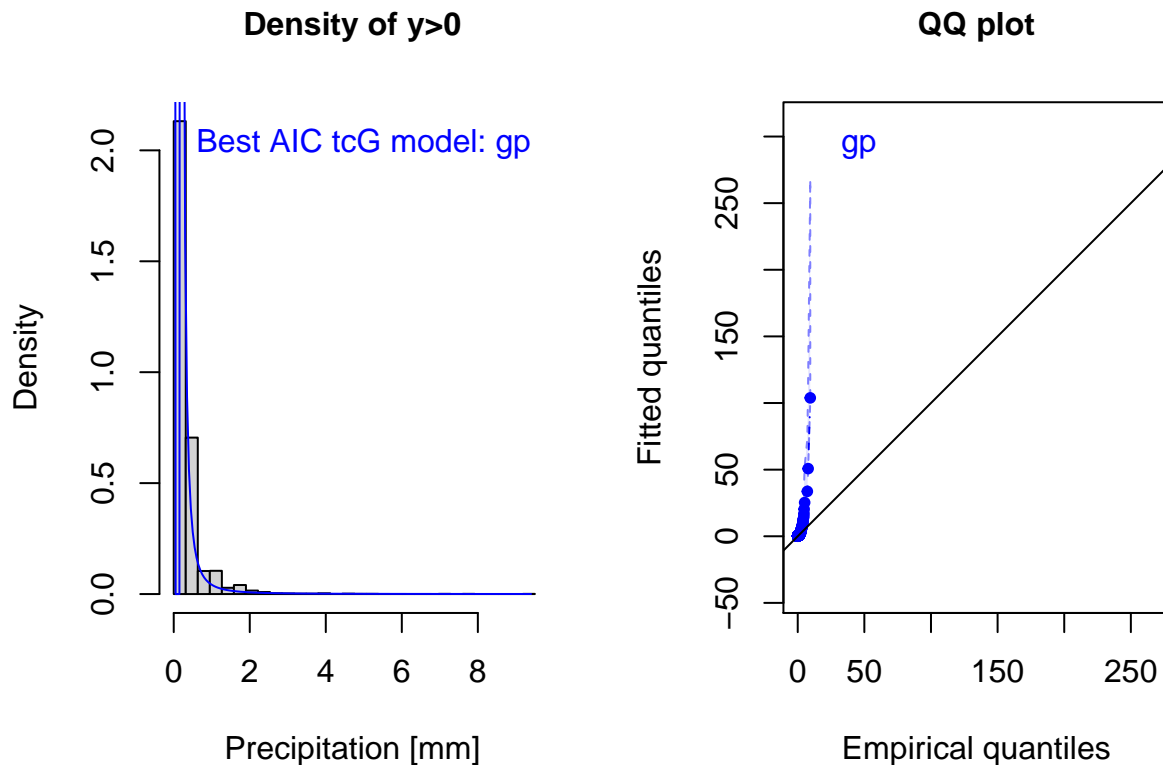 Density of y>0
Best AIC tcG model: gp
Density
0.0
0.5
1.0
1.5
2.0
0 2 4 6 8
Precipitation [mm]
QQ plot
gp
Fitted quantiles
−50
0
50
150
250
0 50 150 250
Empirical quantiles